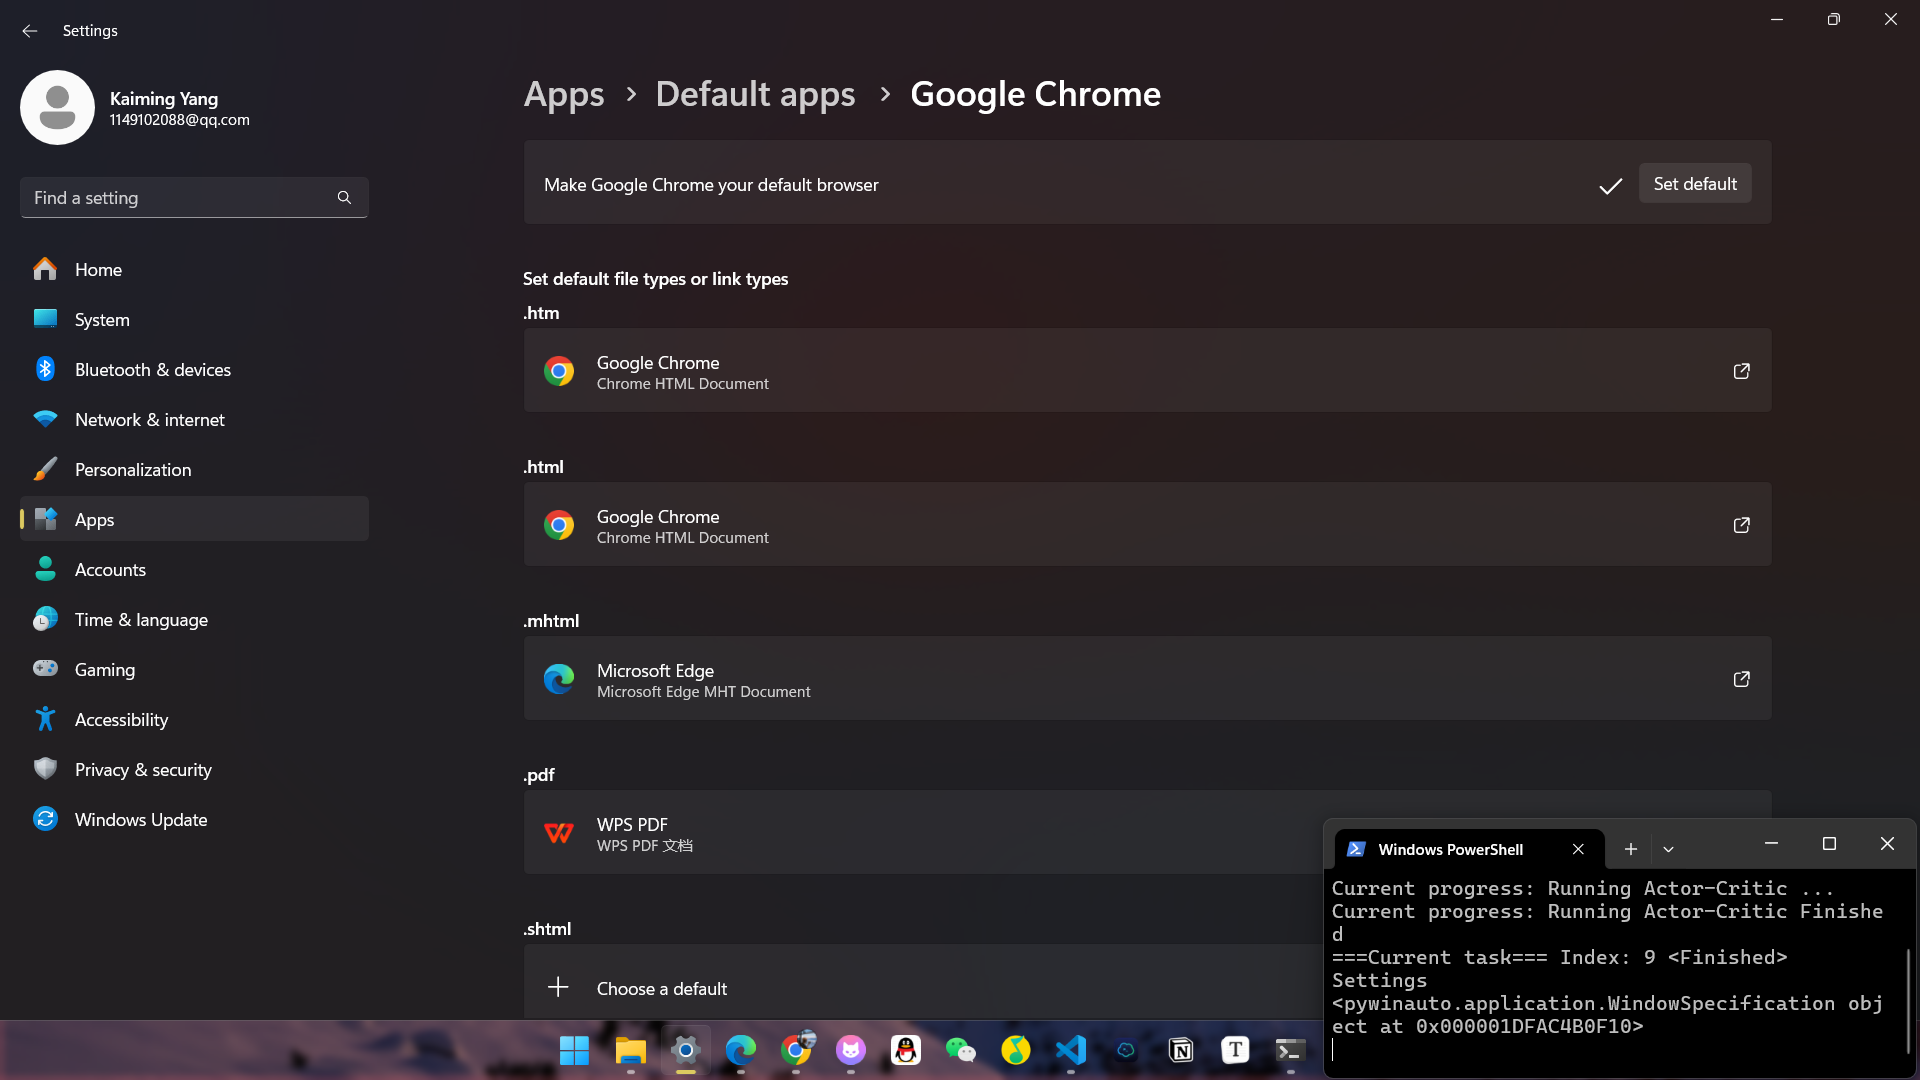 Settings
Kaiming Yang
1149102088@qq.com
Find a setting
Home
System
Bluetooth & devices
Network & internet
Personalization
Apps
Accounts
Time & language
Gaming
Accessibility
Privacy & security
Windows Update
Apps > Default apps > Google Chrome
Make Google Chrome your default browser
Set default
Set default file types or link types
.htm
Google Chrome
Chrome HTML Document
.html
Google Chrome
Chrome HTML Document
.mhtml
Microsoft Edge
Microsoft Edge MHT Document
.pdf
WPS PDF
WPS PDF 文档
.shtml
Choose a default
Windows PowerShell
Current progress: Running Actor-Critic ...
Current progress: Running Actor-Critic Finishe
d
===Current task=== Index: 9 <Finished>
Settings
<pywinauto.application.WindowSpecification obj
ect at 0x000001DFAC4B0F10>